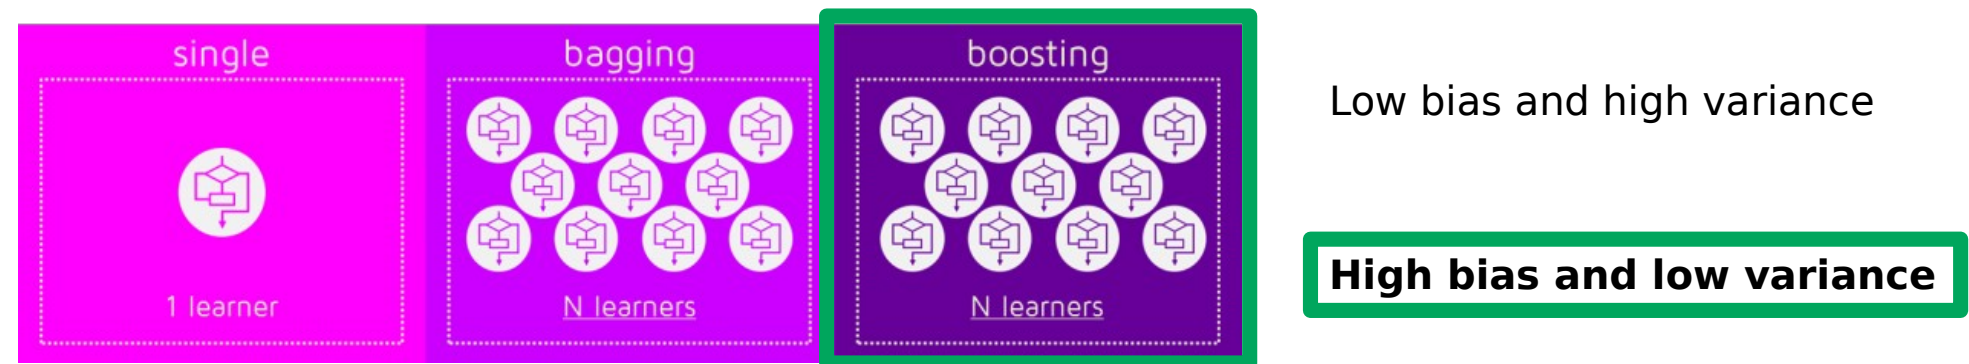 single
1 learner
bagging
N learners
boosting
N learners
Low bias and high variance
High bias and low variance